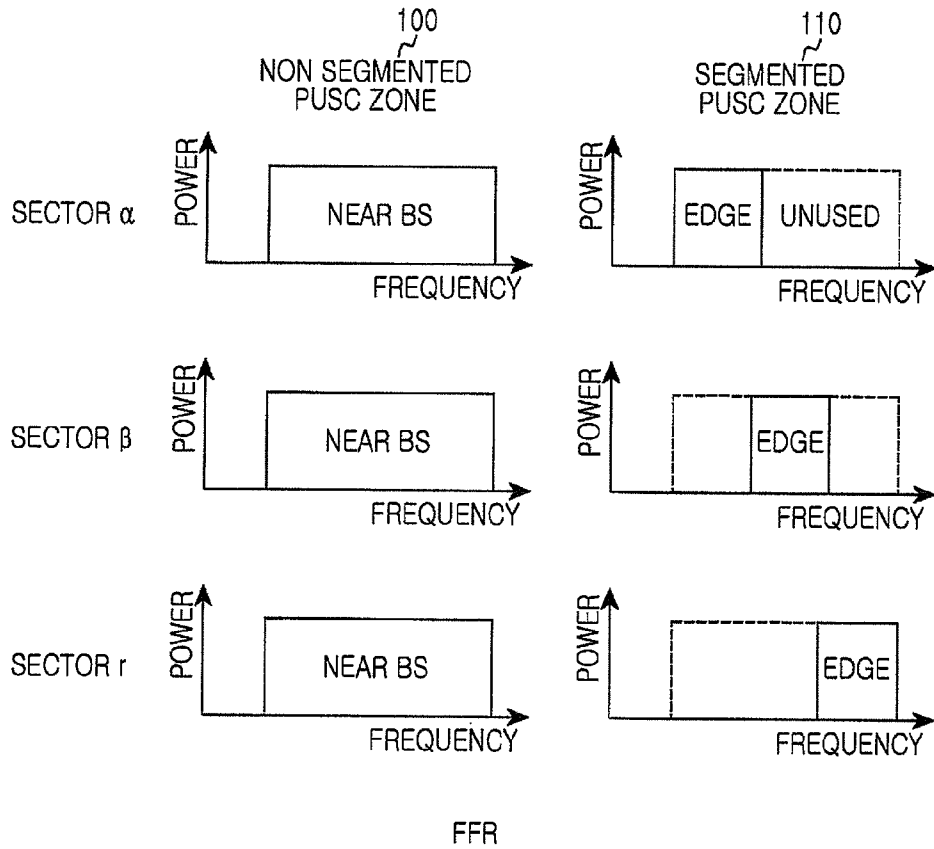 100
NON SEGMENTED
PUSC ZONE
110
SEGMENTED
PUSC ZONE
SECTOR α
POWER
NEAR BS
FREQUENCY
POWER
EDGE
UNUSED
FREQUENCY
SECTOR β
POWER
NEAR BS
FREQUENCY
POWER
EDGE
FREQUENCY
SECTOR r
POWER
NEAR BS
FREQUENCY
POWER
EDGE
FREQUENCY
FFR